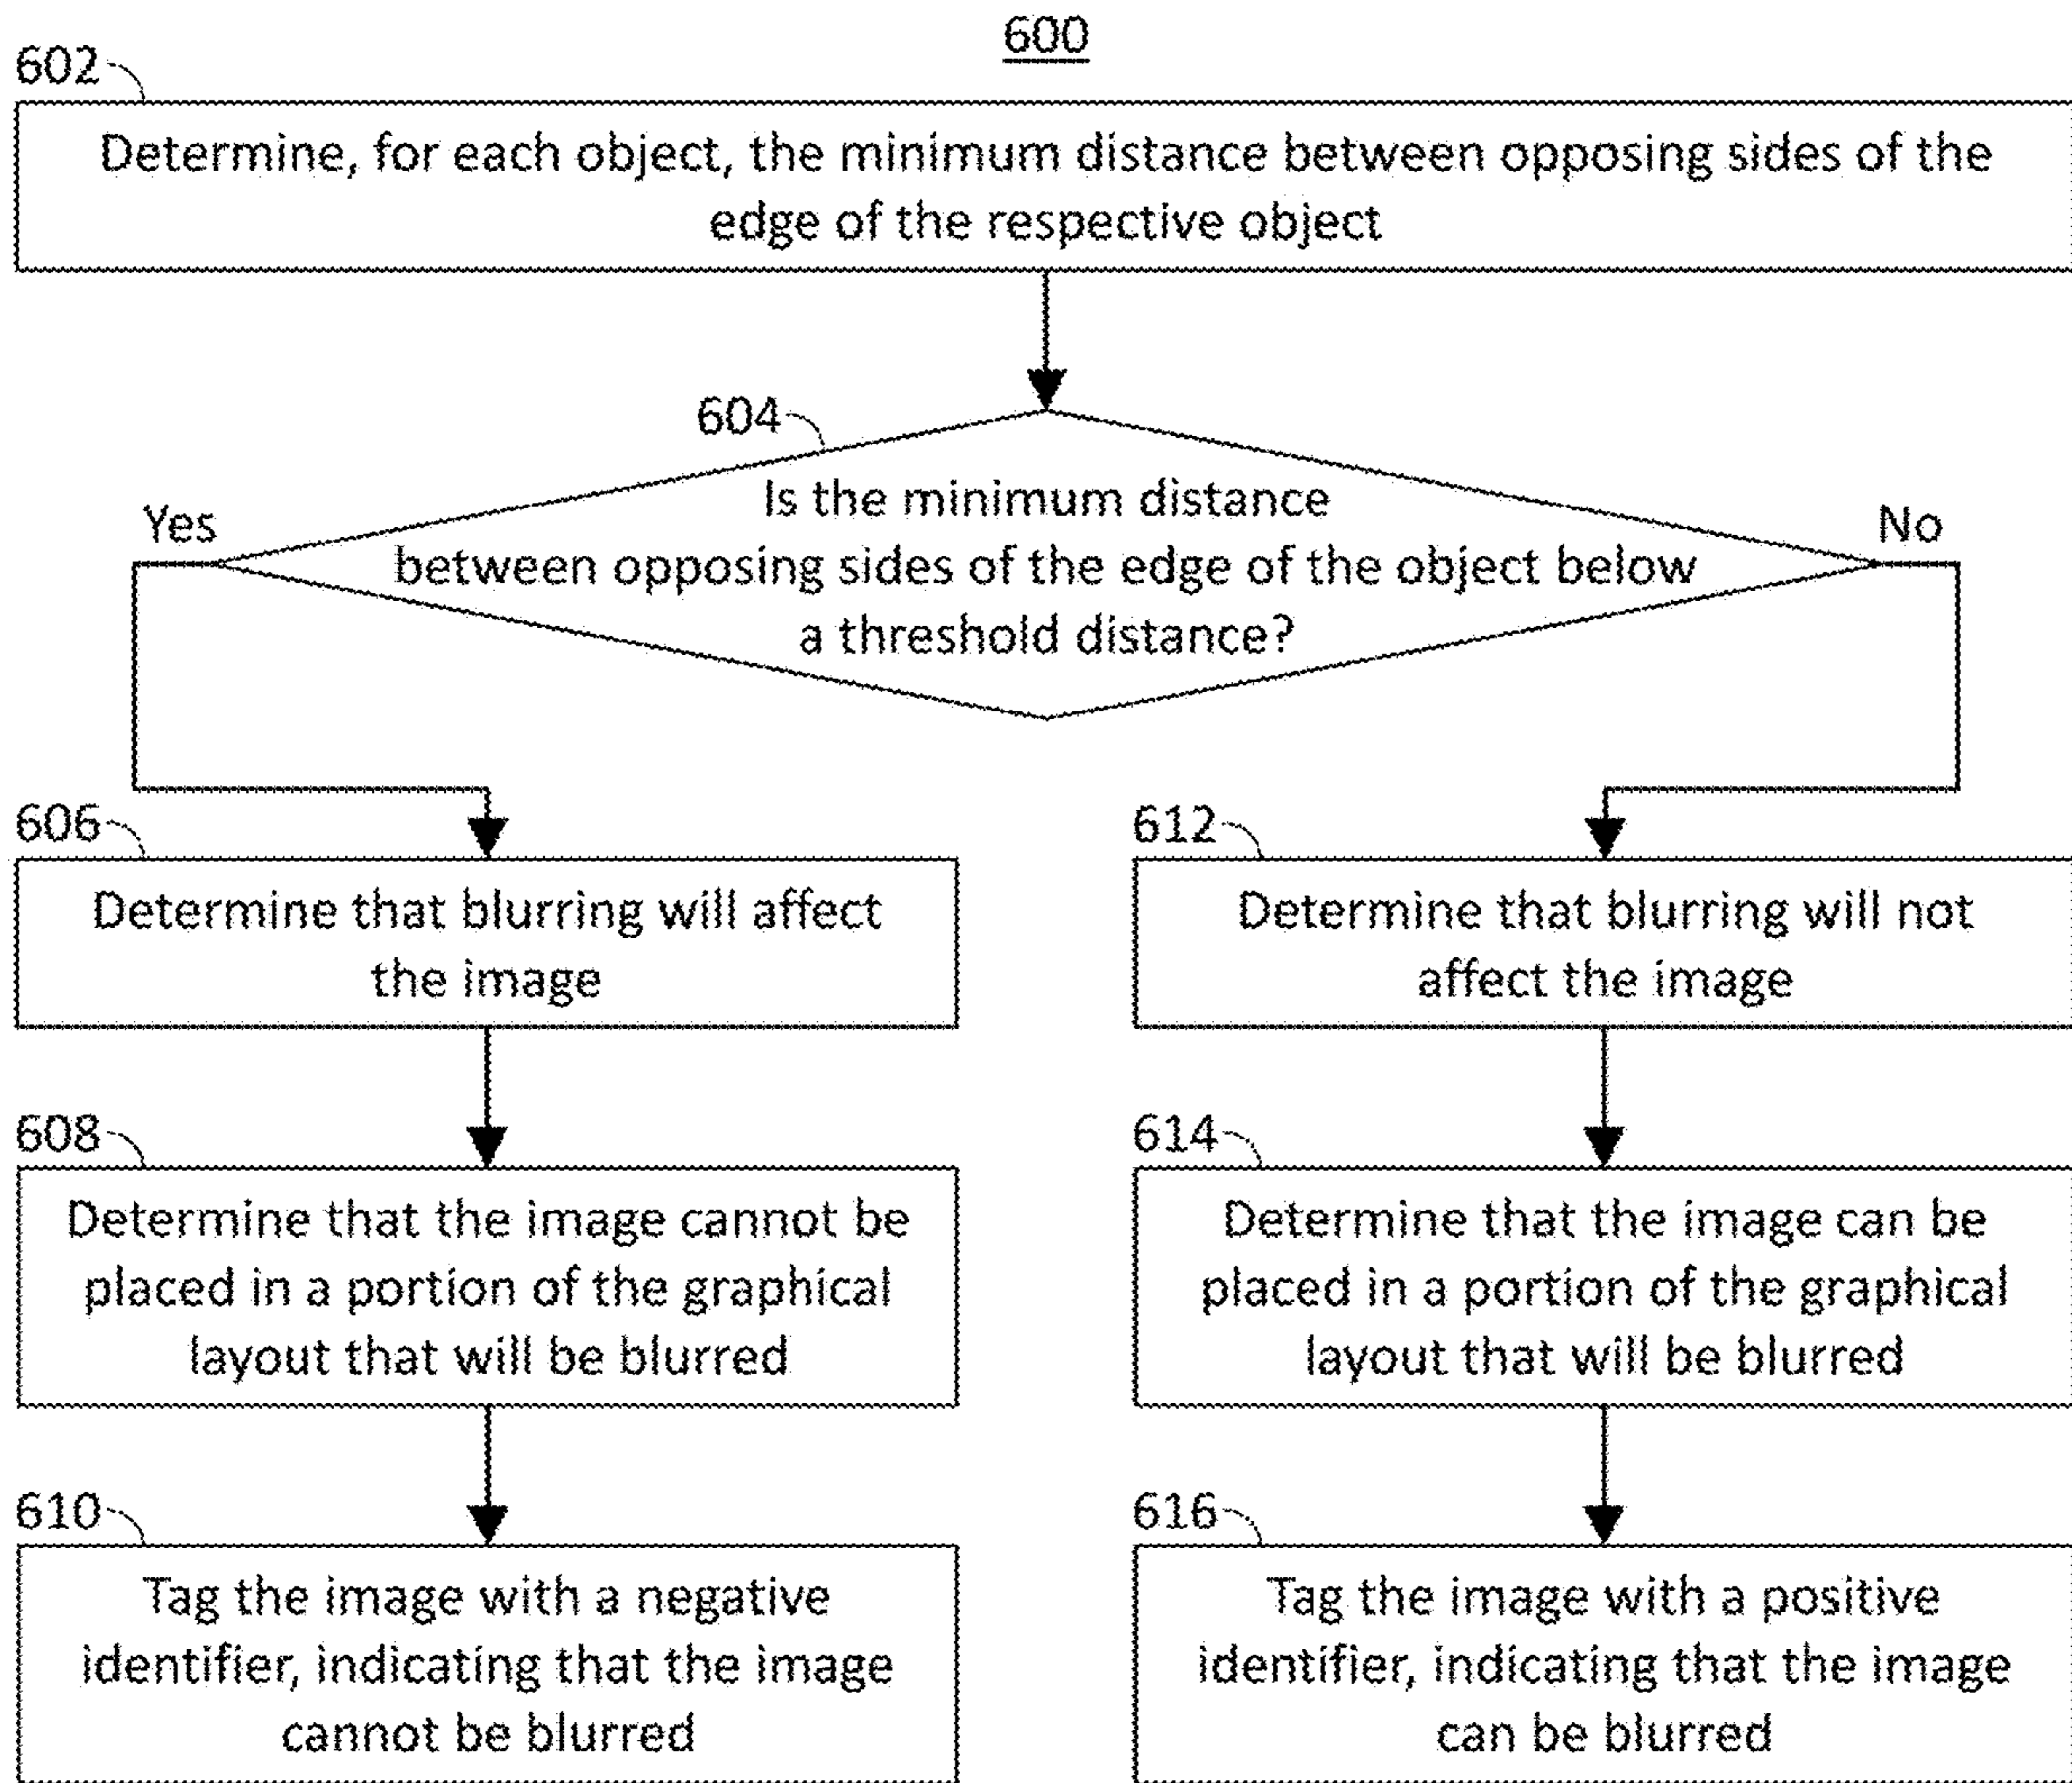 600
602
Determine, for each object, the minimum distance between opposing sides of the
edge of the respective object
604
Is the minimum distance
between opposing sides of the edge of the object below
a threshold distance?
Yes
No
606
Determine that blurring will affect
the image
608
Determine that the image cannot be
placed in a portion of the graphical
layout that will be blurred
610
Tag the image with a negative
identifier, indicating that the image
cannot be blurred
612
Determine that blurring will not
affect the image
614
Determine that the image can be
placed in a portion of the graphical
layout that will be blurred
616
Tag the image with a positive
identifier, indicating that the image
can be blurred